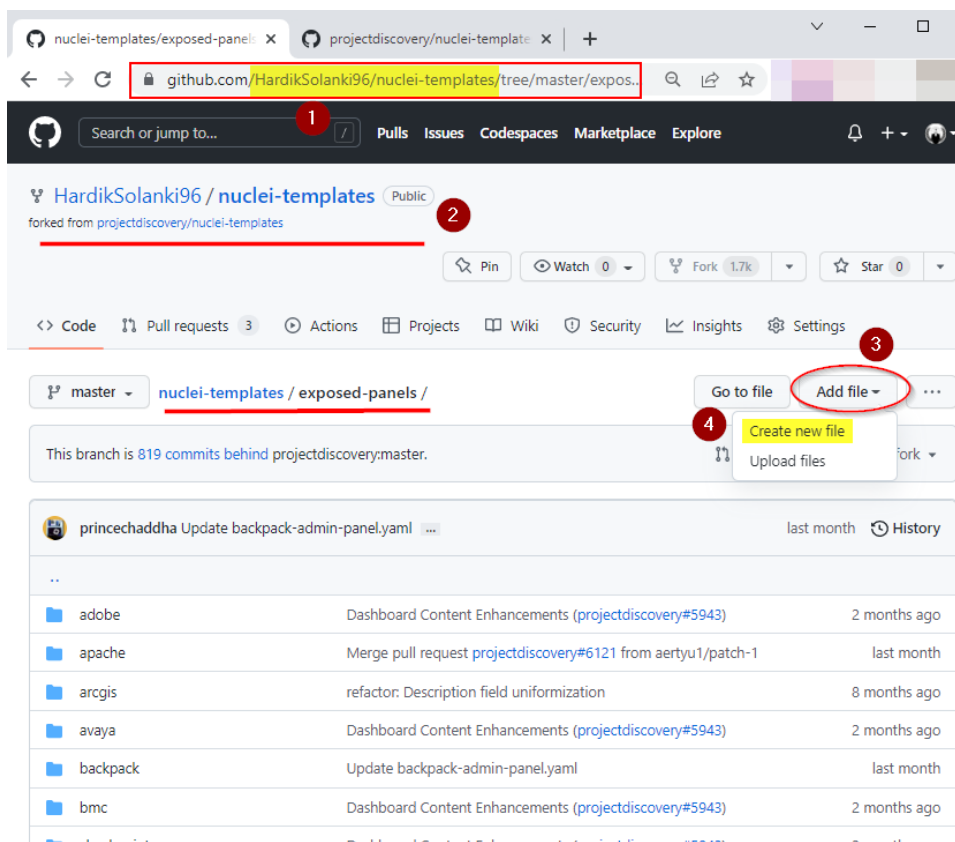 nuclei-templates/exposed-panels
projectdiscovery/nuclei-template
github.com/HardikSolanki96/nuclei-templates/tree/master/expos...
1
Search or jump to... / Pulls Issues Codespaces Marketplace Explore
HardikSolanki96 / nuclei-templates Public
2
forked from projectdiscovery/nuclei-templates
Pin Watch 0 Fork 1.7k Star 0
Code Pull requests 3 Actions Projects Wiki Security Insights Settings
3
master nuclei-templates / exposed-panels / Go to file Add file ...
4
Create new file
This branch is 819 commits behind projectdiscovery:master. fork
Upload files
princechaddha Update backpack-admin-panel.yaml ... last month History
..
adobe Dashboard Content Enhancements (projectdiscovery#5943) 2 months ago
apache Merge pull request projectdiscovery#6121 from aertyu1/patch-1 last month
arcgis refactor: Description field uniformization 8 months ago
avaya Dashboard Content Enhancements (projectdiscovery#5943) 2 months ago
backpack Update backpack-admin-panel.yaml last month
bmc Dashboard Content Enhancements (projectdiscovery#5943) 2 months ago